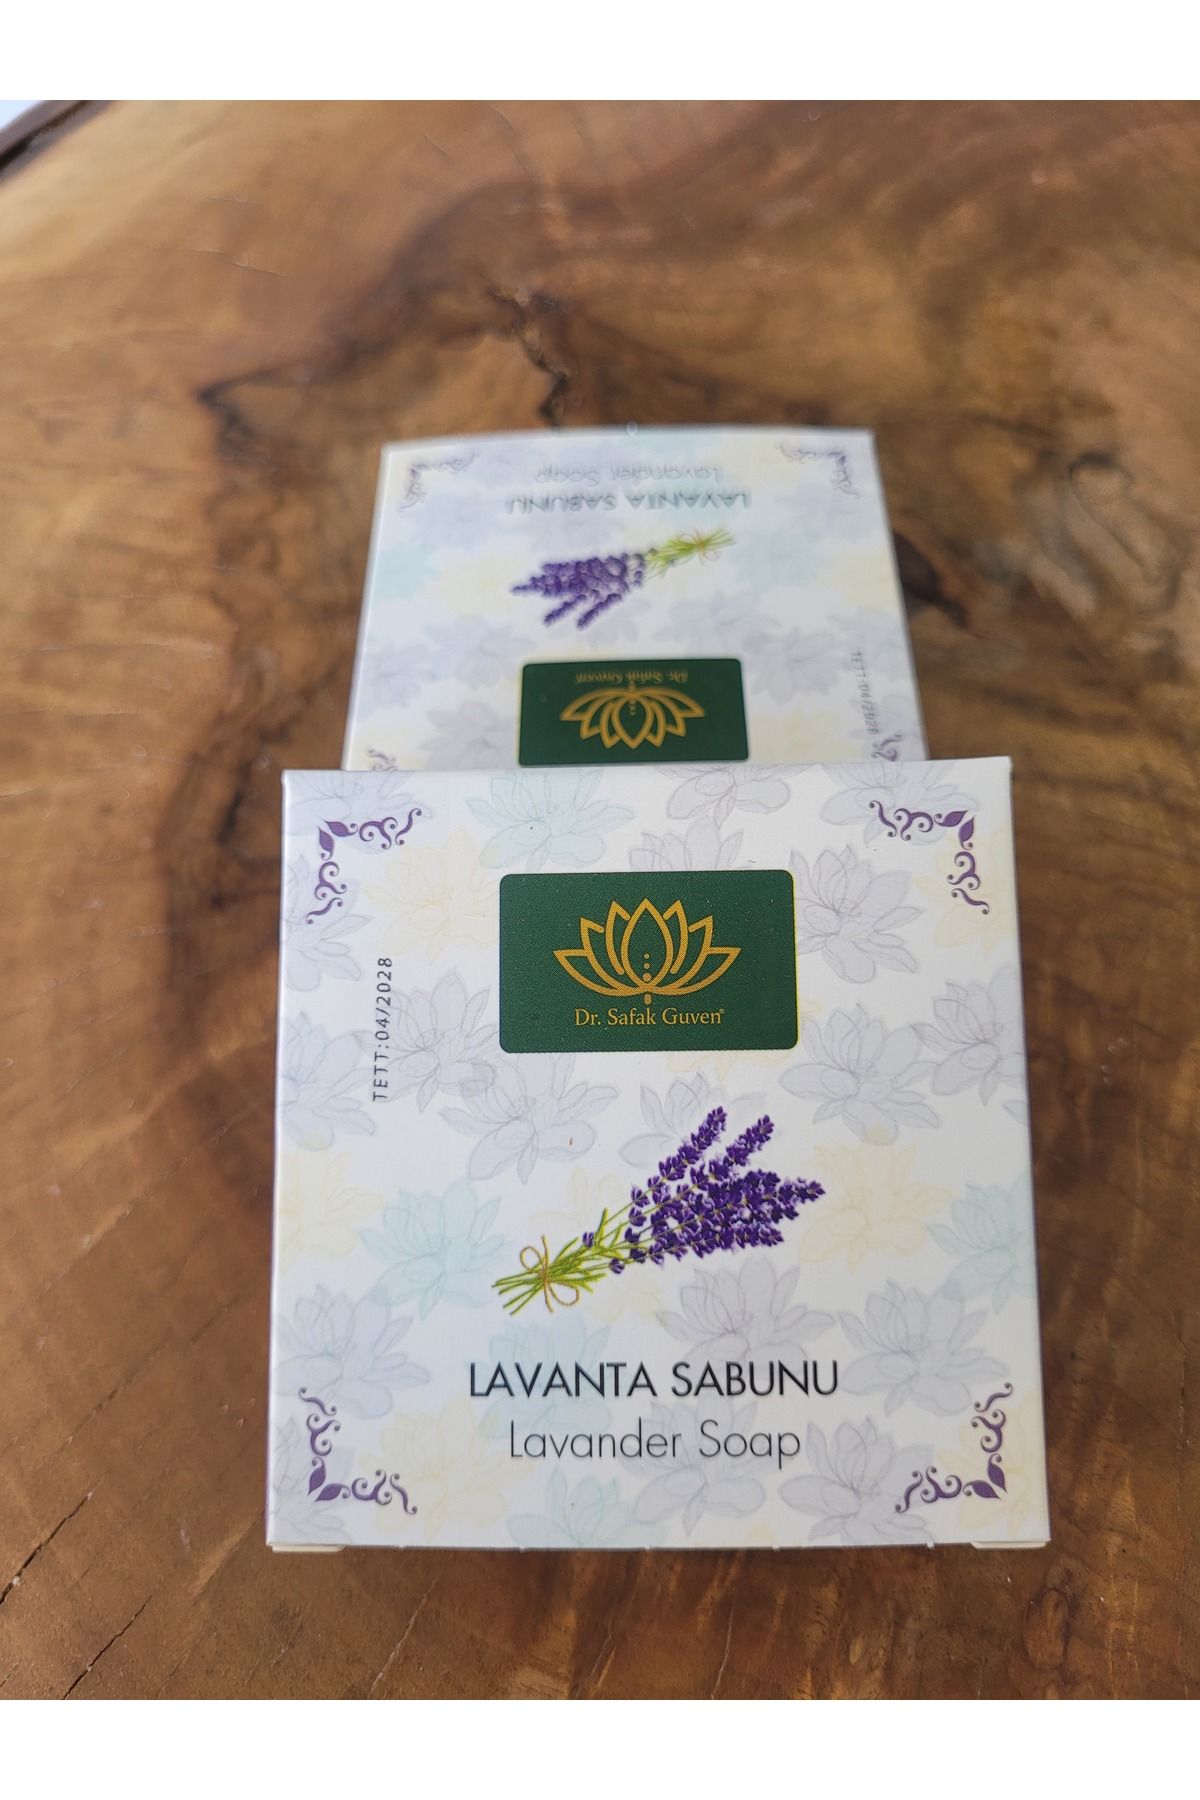 Lavander Soap
LAVANTA SABUNU
Dr. Safak Guven
TETT:04/2028
Dr. Safak Guven®
TETT:04/2028
LAVANTA SABUNU
Lavander Soap